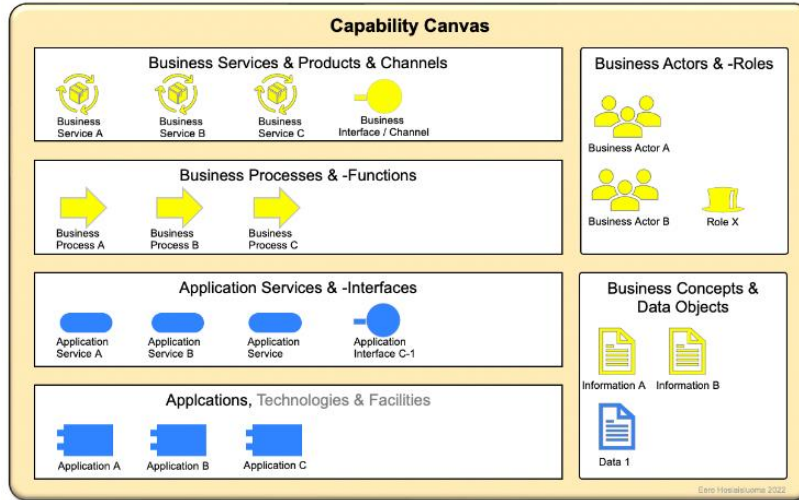 Capability Canvas
Business Services & Products & Channels
Business
Service A
Business
Service B
Business
Service C
Business
Interface / Channel
Business Processes & -Functions
Business
Process A
Business
Process B
Business
Process C
Application Services & -Interfaces
Application
Service A
Application
Service B
Application
Service
Application
Interface C-1
Applcations, Technologies & Facilities
Application A
Application B
Application C
Business Actors & -Roles
Business Actor A
Business Actor B
Role X
Business Concepts &
Data Objects
Information A
Information B
Data 1
Eero Hosiaisluoma 2022